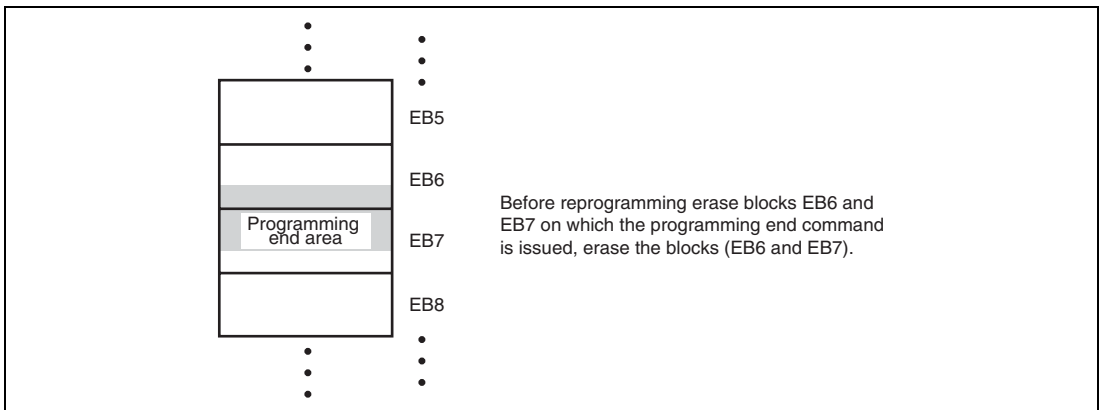 EB5
EB6
Programming
end area
EB7
EB8
Before reprogramming erase blocks EB6 and
EB7 on which the programming end command
is issued, erase the blocks (EB6 and EB7).